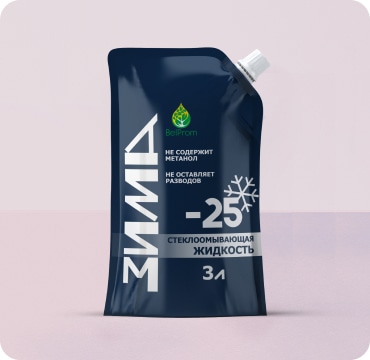 BelProm
ЗИМА
НЕ СОДЕРЖИТ
МЕТАНОЛ
НЕ ОСТАВЛЯЕТ
РАЗВОДОВ
-25
СТЕКЛООМЫВАЮЩАЯ
ЖИДКОСТЬ
3л